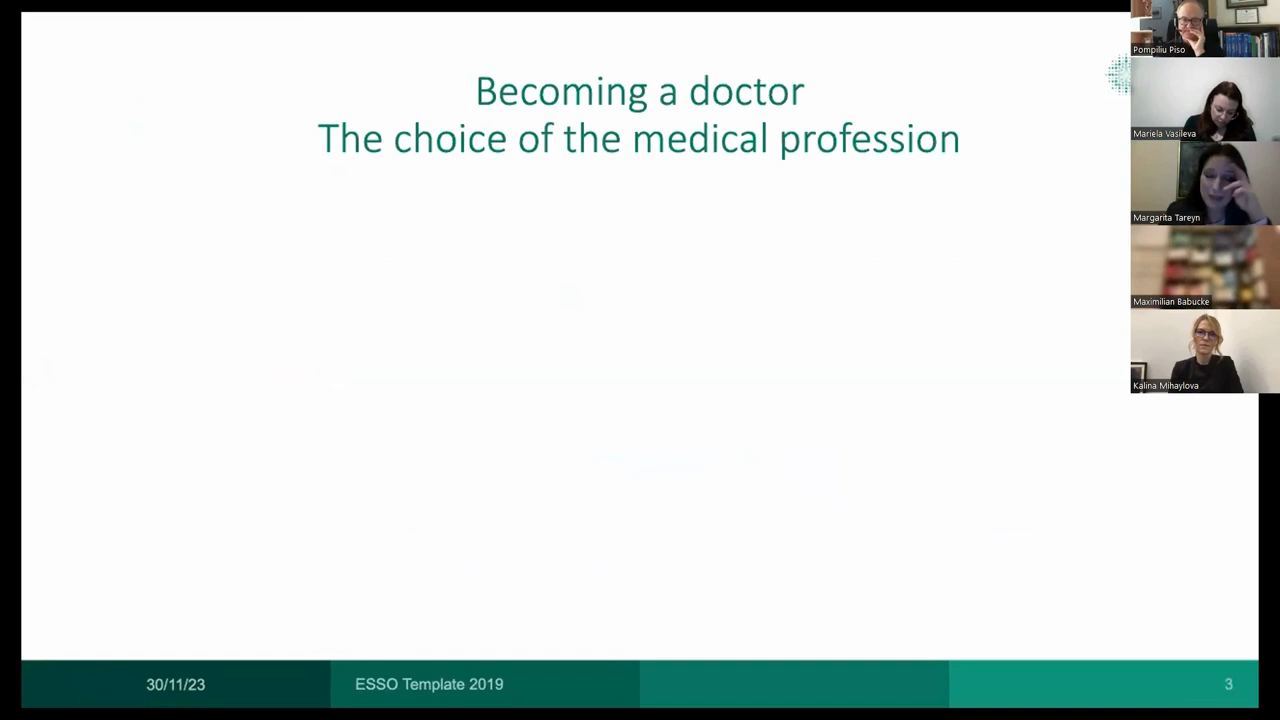 Becoming a doctor
The choice of the medical profession
Pompiliu Piso
Mariela Vasileva
Margarita Tareyn
Maximilian Babucke
Kalina Mihaylova
30/11/23
ESSO Template 2019
3